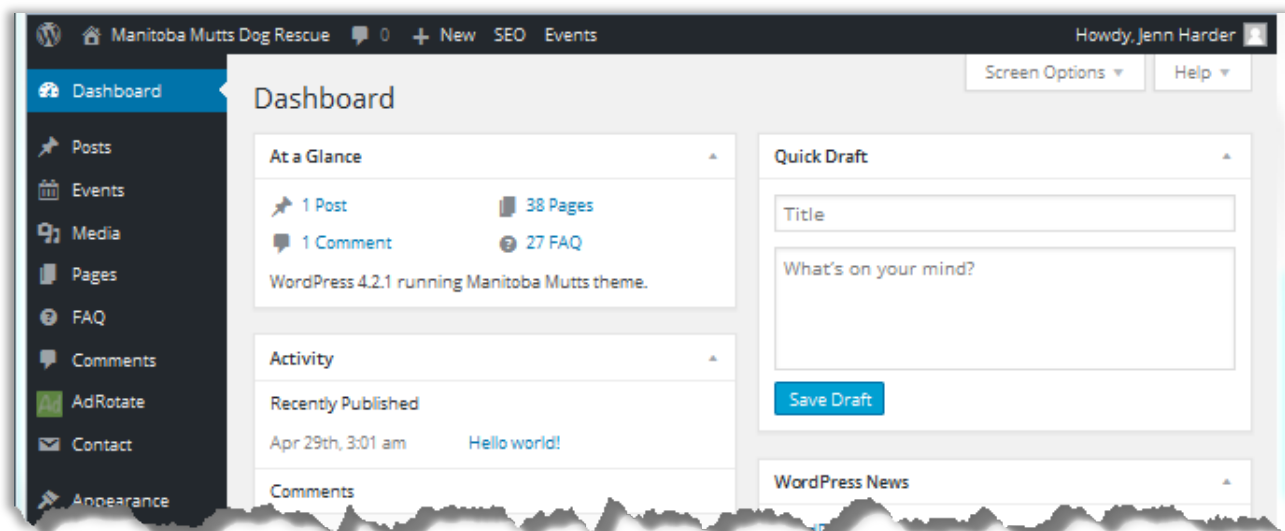 Manitoba Mutts Dog Rescue 0 + New SEO Events Howdy, Jenn Harder
Screen Options Help
Dashboard
Posts
Events
Media
Pages
FAQ
Comments
AdRotate
Contact
Appearance
Dashboard
At a Glance
1 Post 38 Pages
1 Comment 27 FAQ
WordPress 4.2.1 running Manitoba Mutts theme.
Activity
Recently Published
Apr 29th, 3:01 am Hello world!
Comments
Quick Draft
Title
What's on your mind?
Save Draft
WordPress News